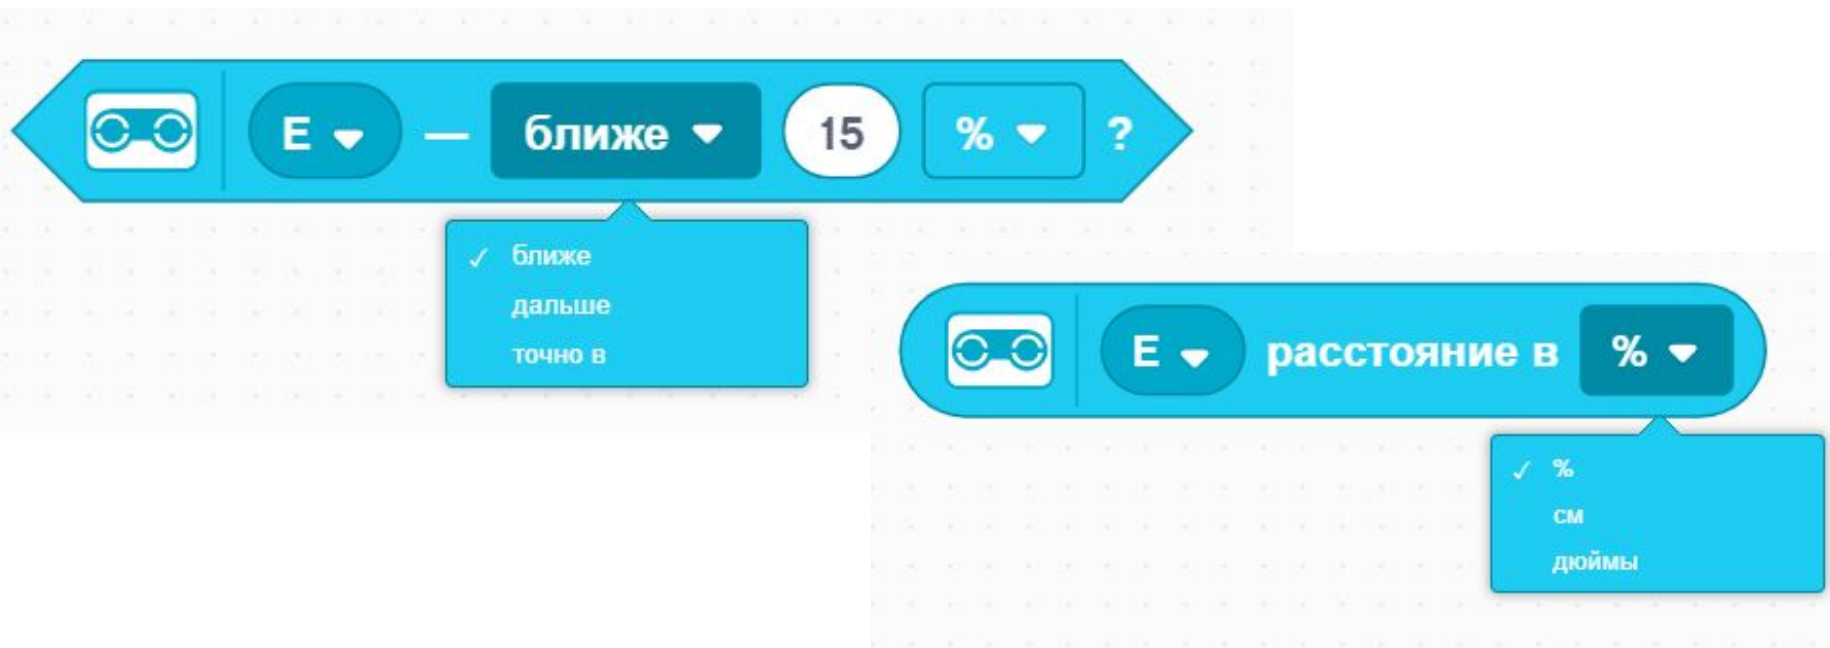 E — ближе 15 % ?
✓ ближе
дальше
точно в
E расстояние в %
✓ %
см
дюймы